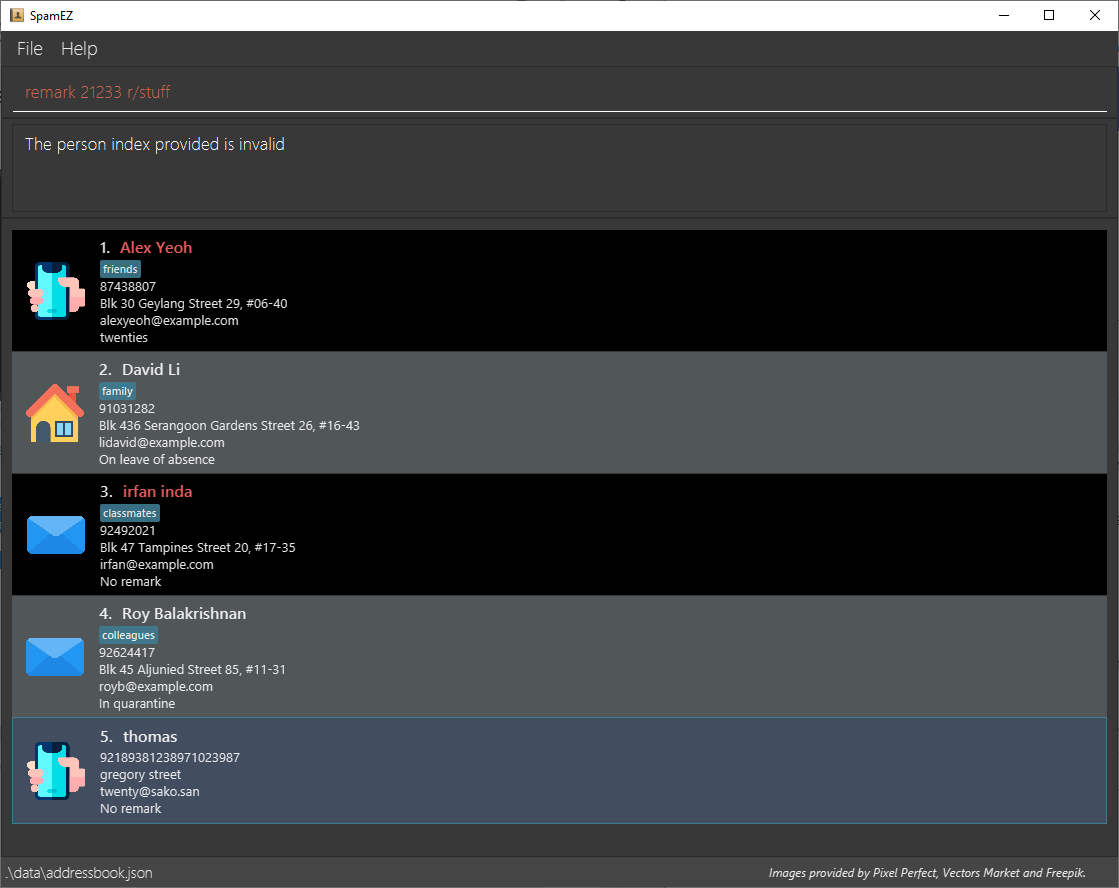 SpamEZ
File Help
remark 21233 r/stuff
The person index provided is invalid
1. Alex Yeoh
friends
87438807
Blk 30 Geylang Street 29, #06-40
alexyeoh@example.com
twenties
2. David Li
family
91031282
Blk 436 Serangoon Gardens Street 26, #16-43
lidavid@example.com
On leave of absence
3. irfan inda
classmates
92492021
Blk 47 Tampines Street 20, #17-35
irfan@example.com
No remark
4. Roy Balakrishnan
colleagues
92624417
Blk 45 Aljunied Street 85, #11-31
royb@example.com
In quarantine
5. thomas
92189381238971023987
gregory street
twenty@sako.san
No remark
.\data\addressbook.json
Images provided by Pixel Perfect, Vectors Market and Freepik.